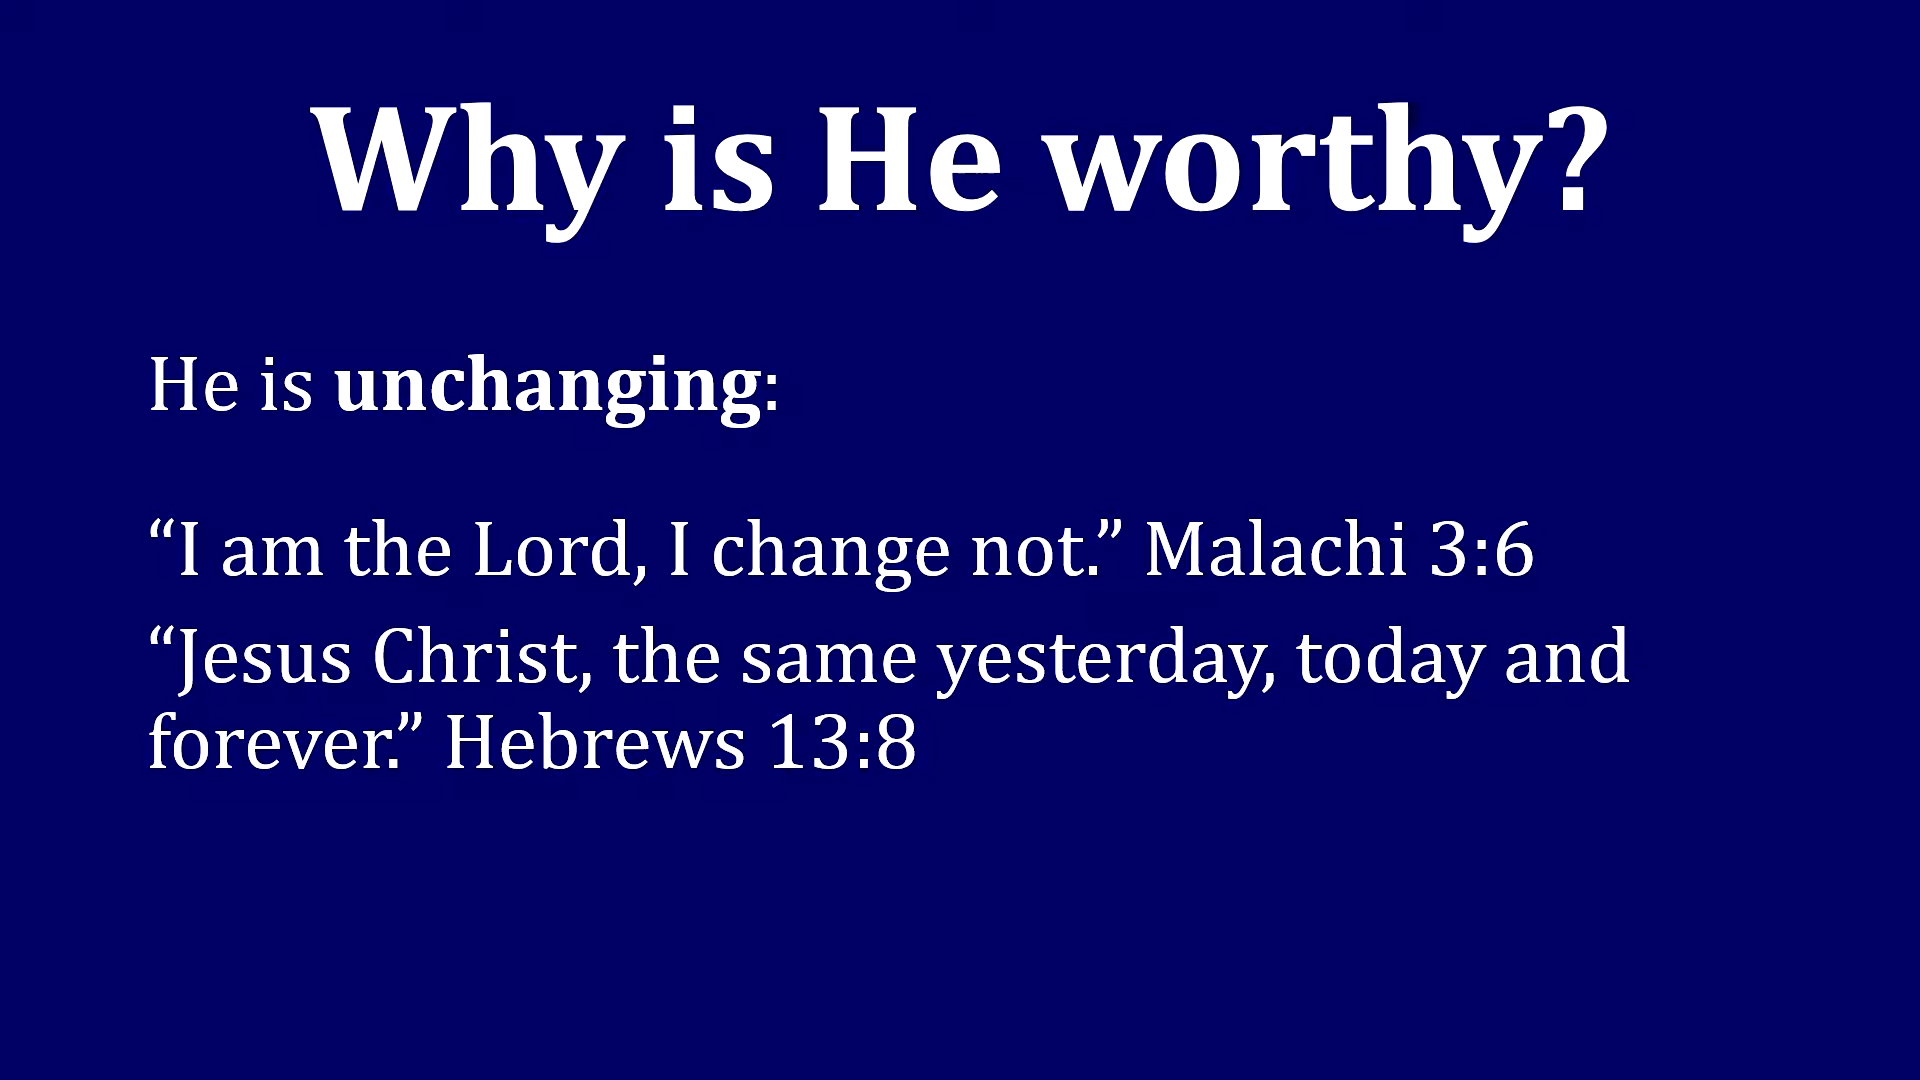 Why is He worthy?
He is unchanging:
“I am the Lord, I change not.” Malachi 3:6
“Jesus Christ, the same yesterday, today and
forever.” Hebrews 13:8